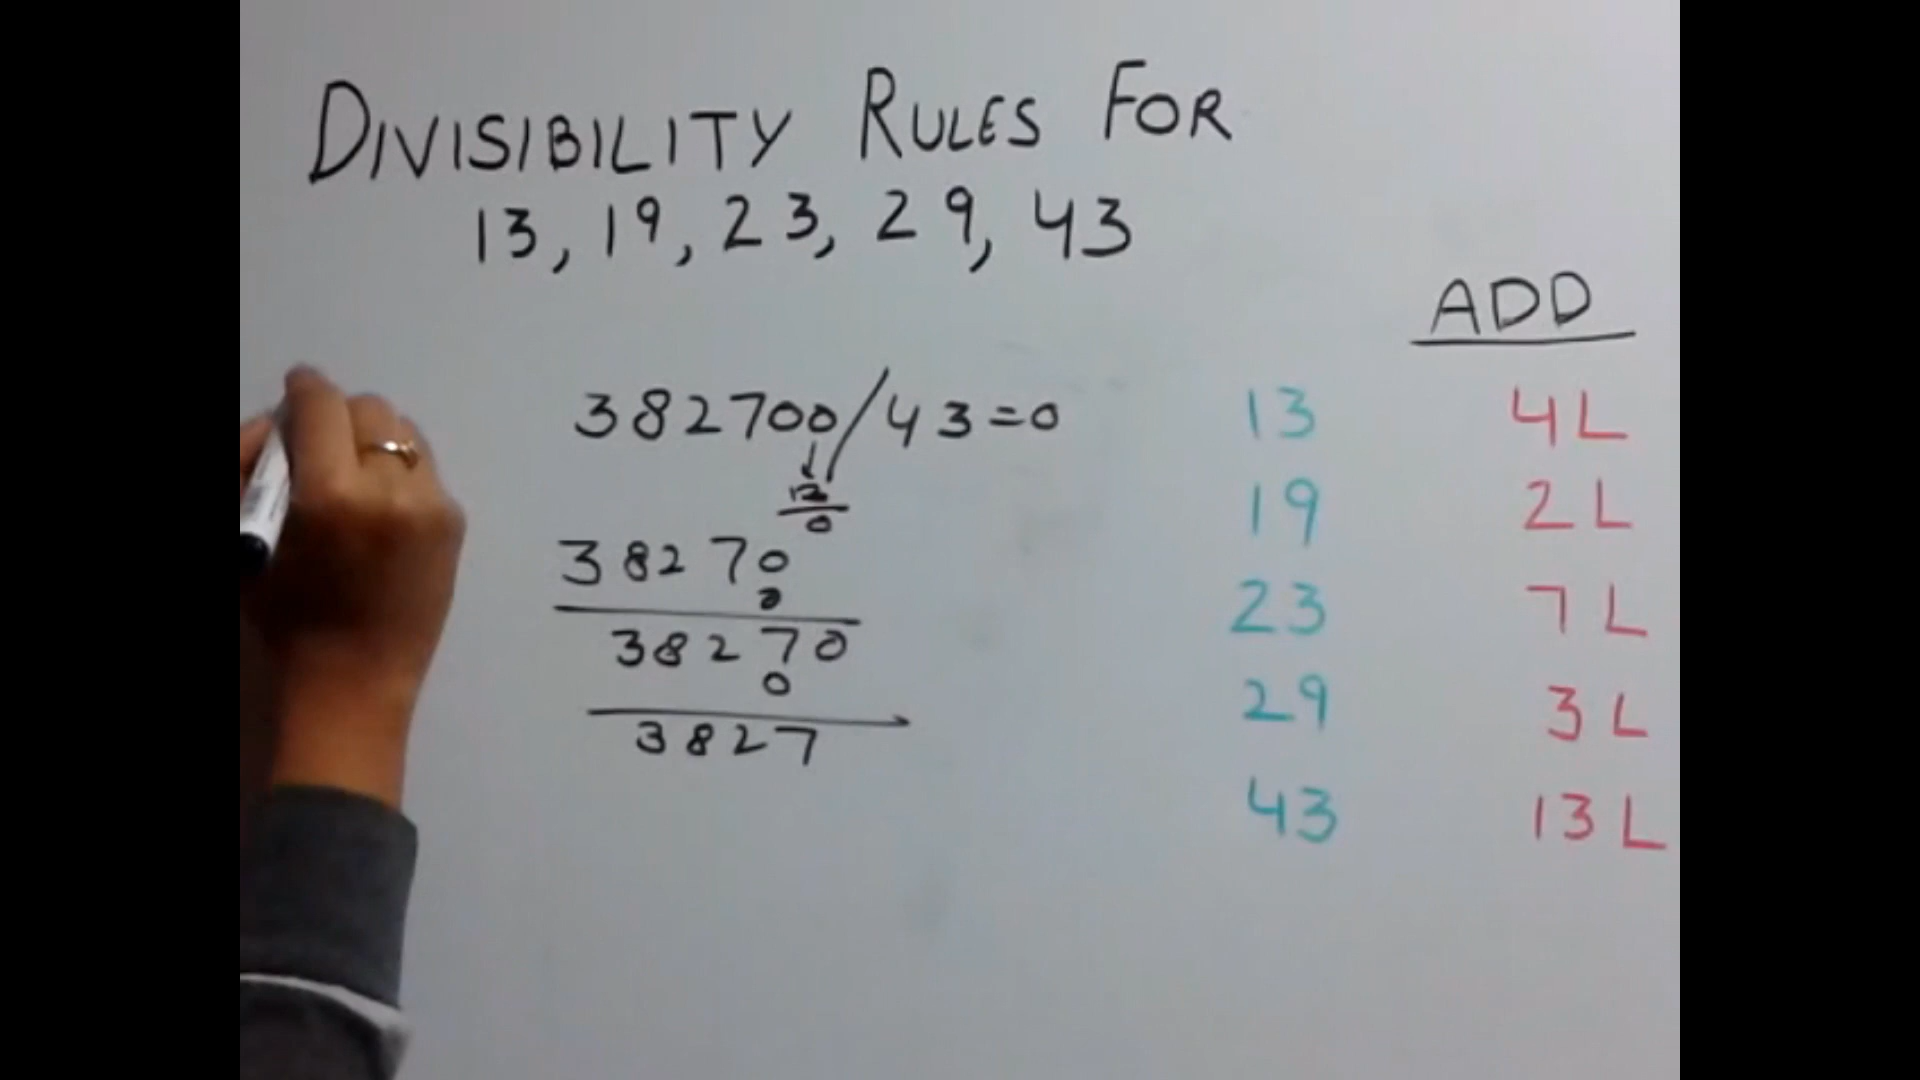 DIVISIBILITY RULES FOR
13, 19, 23, 29, 43
ADD
382700/43=0
0
38270
0
38270
0
3827
13 4L
19 2L
23 7L
29 3L
43 13L